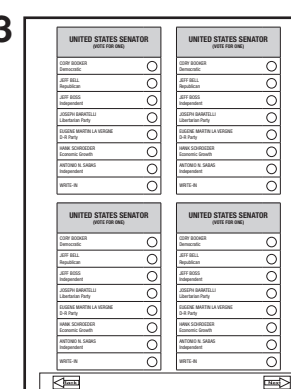 3
UNITED STATES SENATOR
(VOTE FOR ONE)
CORY BOOKER
Democratic
JEFF BELL
Republican
JEFF BOSS
Independent
JOSEPH BARATELLI
Libertarian Party
EUGENE MARTIN LA VERGNE
D-R Party
HANK SCHROEDER
Economic Growth
ANTONIO N. SABAS
Independent
WRITE-IN
UNITED STATES SENATOR
(VOTE FOR ONE)
CORY BOOKER
Democratic
JEFF BELL
Republican
JEFF BOSS
Independent
JOSEPH BARATELLI
Libertarian Party
EUGENE MARTIN LA VERGNE
D-R Party
HANK SCHROEDER
Economic Growth
ANTONIO N. SABAS
Independent
WRITE-IN
UNITED STATES SENATOR
(VOTE FOR ONE)
CORY BOOKER
Democratic
JEFF BELL
Republican
JEFF BOSS
Independent
JOSEPH BARATELLI
Libertarian Party
EUGENE MARTIN LA VERGNE
D-R Party
HANK SCHROEDER
Economic Growth
ANTONIO N. SABAS
Independent
WRITE-IN
UNITED STATES SENATOR
(VOTE FOR ONE)
CORY BOOKER
Democratic
JEFF BELL
Republican
JEFF BOSS
Independent
JOSEPH BARATELLI
Libertarian Party
EUGENE MARTIN LA VERGNE
D-R Party
HANK SCHROEDER
Economic Growth
ANTONIO N. SABAS
Independent
WRITE-IN
Back
Next